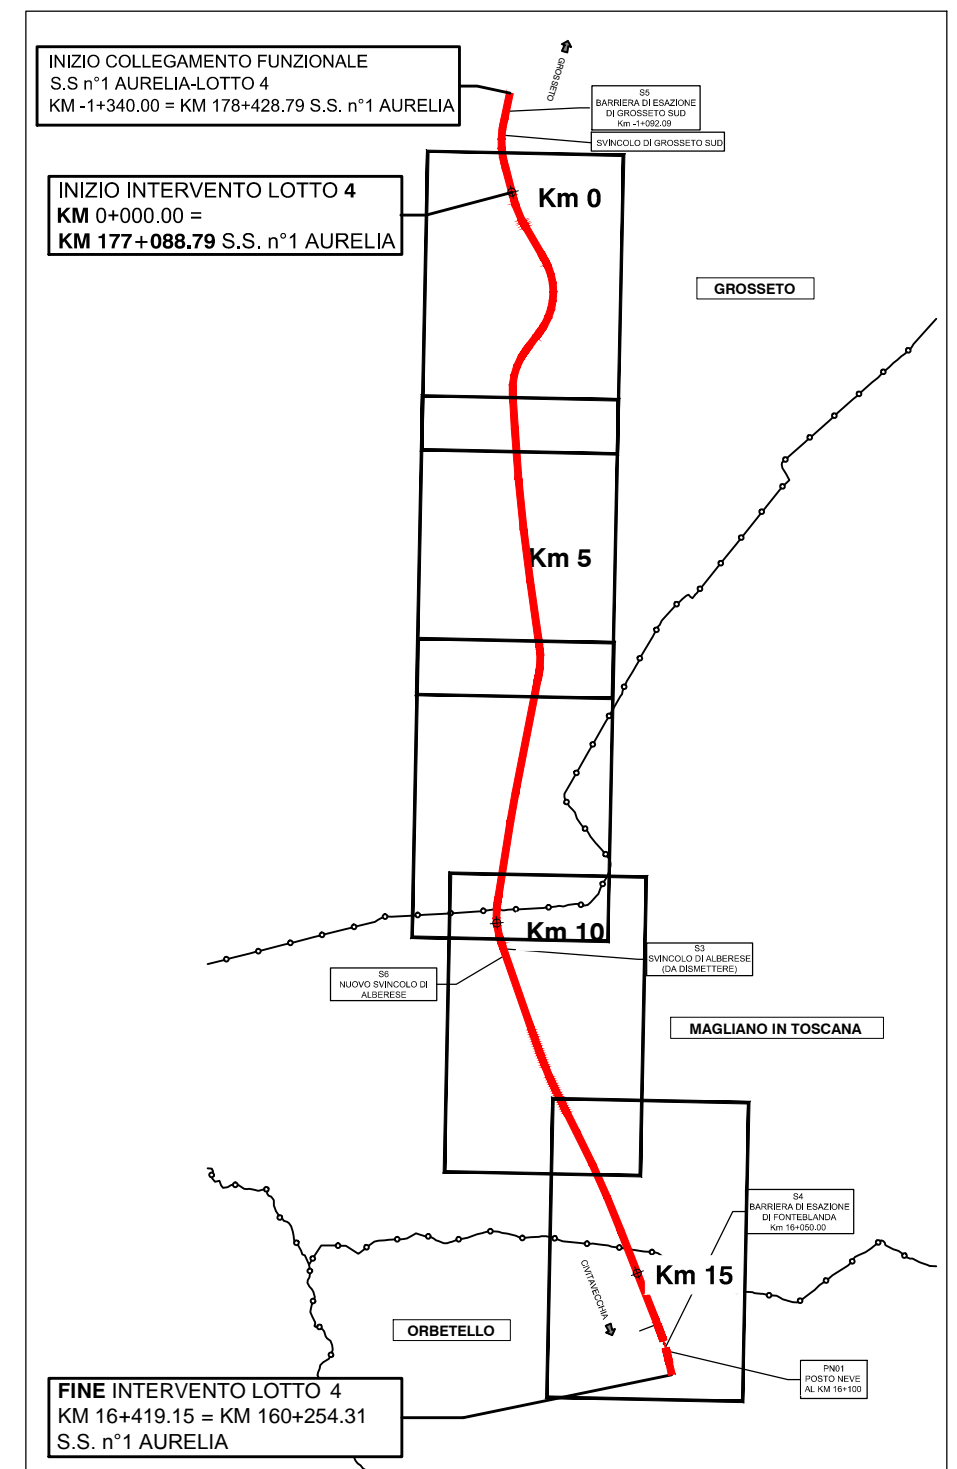 INIZIO COLLEGAMENTO FUNZIONALE
S.S n°1 AURELIA-LOTTO 4
KM -1+340.00 = KM 178+428.79 S.S. n°1 AURELIA
GROSSETO
S5
BARRIERA DI ESAZIONE
DI GROSSETO SUD
Km -1+092.09
SVINCOLO DI GROSSETO SUD
INIZIO INTERVENTO LOTTO 4
KM 0+000.00 =
KM 177+088.79 S.S. n°1 AURELIA
Km 0
GROSSETO
Km 5
Km 10
S3
SVINCOLO DI ALBERESE
(DA DISMETTERE)
S6
NUOVO SVINCOLO DI
ALBERESE
MAGLIANO IN TOSCANA
S4
BARRIERA DI ESAZIONE
DI FONTEBLANDA
Km 16+050.00
Km 15
CIVITAVECCHIA
ORBETELLO
PN01
POSTO NEVE
AL KM 16+100
FINE INTERVENTO LOTTO 4
KM 16+419.15 = KM 160+254.31
S.S. n°1 AURELIA